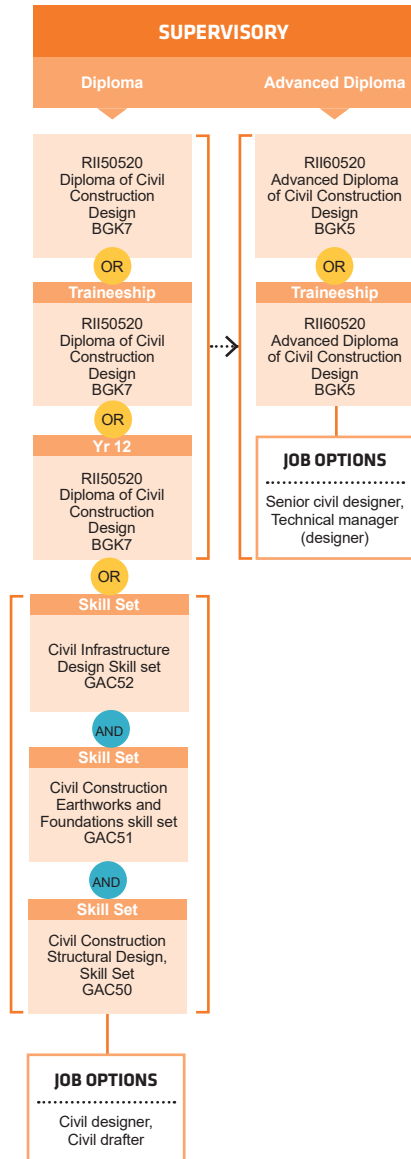 SUPERVISORY
Diploma
RII50520
Diploma of Civil
Construction
Design
BGK7
OR
Traineeship
RII50520
Diploma of Civil
Construction
Design
BGK7
OR
Yr 12
RII50520
Diploma of Civil
Construction
Design
BGK7
OR
Skill Set
Civil Infrastructure
Design Skill set
GAC52
AND
Skill Set
Civil Construction
Earthworks and
Foundations skill set
GAC51
AND
Skill Set
Civil Construction
Structural Design,
Skill Set
GAC50
JOB OPTIONS
Civil designer,
Civil drafter
Advanced Diploma
RII60520
Advanced Diploma
of Civil Construction
Design
BGK5
OR
Traineeship
RII60520
Advanced Diploma
of Civil Construction
Design
BGK5
JOB OPTIONS
Senior civil designer,
Technical manager
(designer)